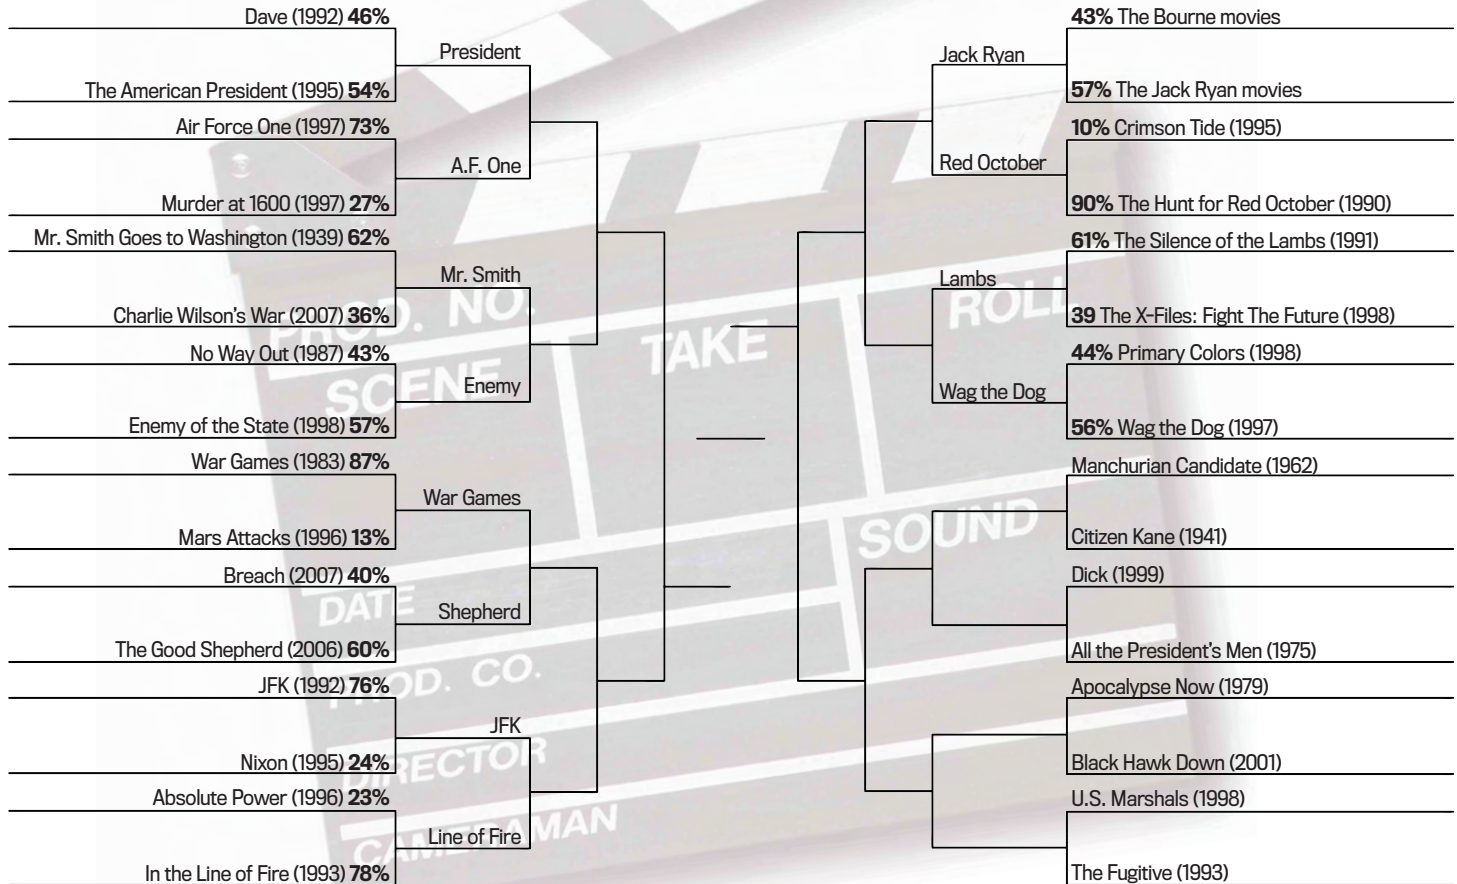 Dave (1992) 46%
President
The American President (1995) 54%
Air Force One (1997) 73%
A.F. One
Murder at 1600 (1997) 27%
Mr. Smith Goes to Washington (1939) 62%
Mr. Smith
Charlie Wilson's War (2007) 36%
No Way Out (1987) 43%
Enemy
Enemy of the State (1998) 57%
War Games (1983) 87%
War Games
Mars Attacks (1996) 13%
Breach (2007) 40%
Shepherd
The Good Shepherd (2006) 60%
JFK (1992) 76%
JFK
Nixon (1995) 24%
Absolute Power (1996) 23%
Line of Fire
In the Line of Fire (1993) 78%
43% The Bourne movies
Jack Ryan
57% The Jack Ryan movies
10% Crimson Tide (1995)
Red October
90% The Hunt for Red October (1990)
61% The Silence of the Lambs (1991)
Lambs
39 The X-Files: Fight The Future (1998)
44% Primary Colors (1998)
Wag the Dog
56% Wag the Dog (1997)
Manchurian Candidate (1962)
Citizen Kane (1941)
Dick (1999)
All the President's Men (1975)
Apocalypse Now (1979)
Black Hawk Down (2001)
U.S. Marshals (1998)
The Fugitive (1993)
PROD. NO.
SCENE
TAKE
ROLL
SOUND
DATE
PROD. CO.
DIRECTOR
CAMERAMAN